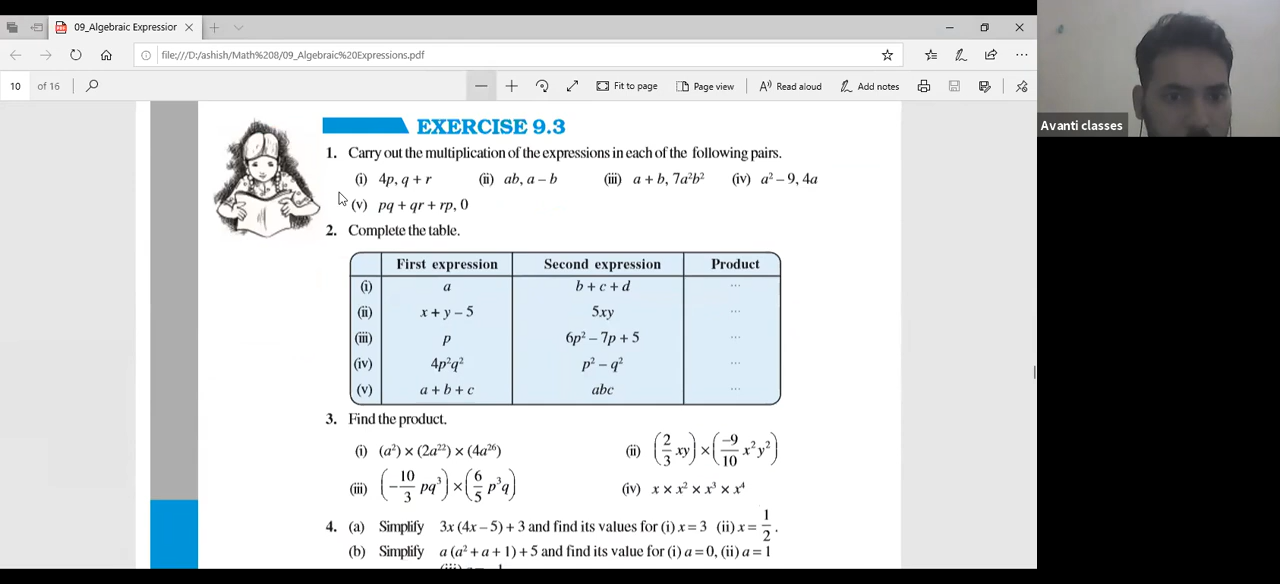 09_Algebraic Expression
file:///D:/ashish/Math%208/09_Algebraic%20Expressions.pdf
10 of 16 Fit to page Page view Read aloud Add notes
Avanti classes
EXERCISE 9.3
1. Carry out the multiplication of the expressions in each of the following pairs.
(i) 4p, q + r (ii) ab, a – b (iii) a + b, 7a²b² (iv) a² – 9, 4a
(v) pq + qr + rp, 0
2. Complete the table.
First expression Second expression Product
(i) a b + c + d ...
(ii) x + y – 5 5xy ...
(iii) p 6p² – 7p + 5 ...
(iv) 4p²q² p² – q² ...
(v) a + b + c abc ...
3. Find the product.
(i) (a²) × (2a²²) × (4a²⁶) (ii) (2/3 xy) × (–9/10 x²y²)
(iii) (–10/3 pq³) × (6/5 p³q) (iv) x × x² × x³ × x⁴
4. (a) Simplify 3x (4x – 5) + 3 and find its values for (i) x = 3 (ii) x = 1/2 .
(b) Simplify a (a² + a + 1) + 5 and find its value for (i) a = 0, (ii) a = 1